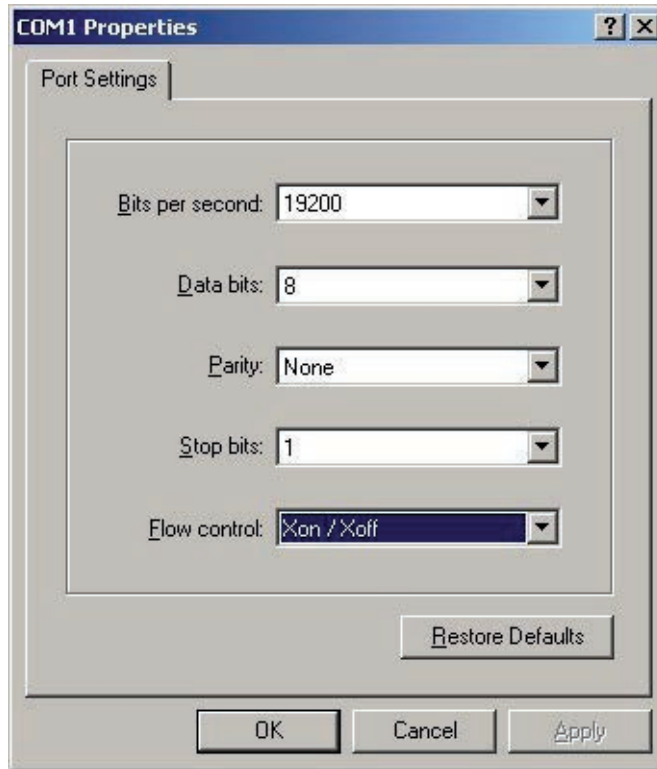 COM1 Properties
Port Settings
Bits per second: 19200
Data bits: 8
Parity: None
Stop bits: 1
Flow control: Xon / Xoff
Restore Defaults
OK Cancel Apply